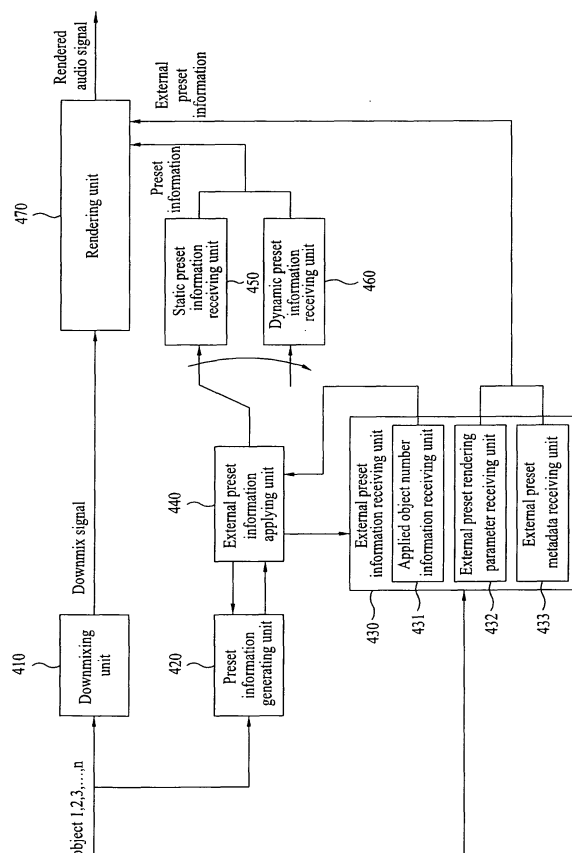 object 1,2,3,...,n
410
Downmixing
unit
Downmix signal
470
Rendering unit
Rendered
audio signal
External
preset
information
Preset
information
420
Preset
information
generating unit
440
External preset
information
applying unit
Static preset
information
receiving unit
450
Dynamic preset
information
receiving unit
460
External preset
information receiving unit
430
Applied object number
information receiving unit
431
External preset rendering
parameter receiving unit
432
External preset
metadata receiving unit
433